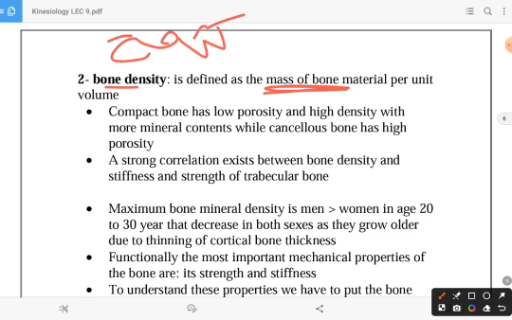 Kinesiology LEC 9.pdf
2- bone density: is defined as the mass of bone material per unit
volume
• Compact bone has low porosity and high density with
more mineral contents while cancellous bone has high
porosity
• A strong correlation exists between bone density and
stiffness and strength of trabecular bone
• Maximum bone mineral density is men > women in age 20
to 30 year that decrease in both sexes as they grow older
due to thinning of cortical bone thickness
• Functionally the most important mechanical properties of
the bone are: its strength and stiffness
• To understand these properties we have to put the bone